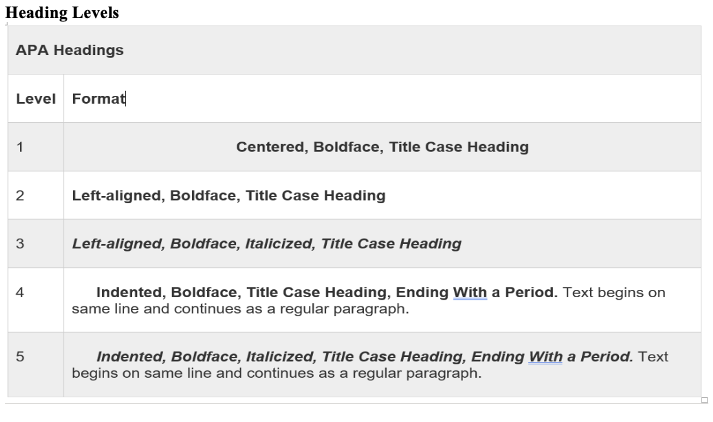 Heading Levels
APA Headings
Level Format
1 Centered, Boldface, Title Case Heading
2 Left-aligned, Boldface, Title Case Heading
3 Left-aligned, Boldface, Italicized, Title Case Heading
4 Indented, Boldface, Title Case Heading, Ending With a Period. Text begins on
same line and continues as a regular paragraph.
5 Indented, Boldface, Italicized, Title Case Heading, Ending With a Period. Text
begins on same line and continues as a regular paragraph.